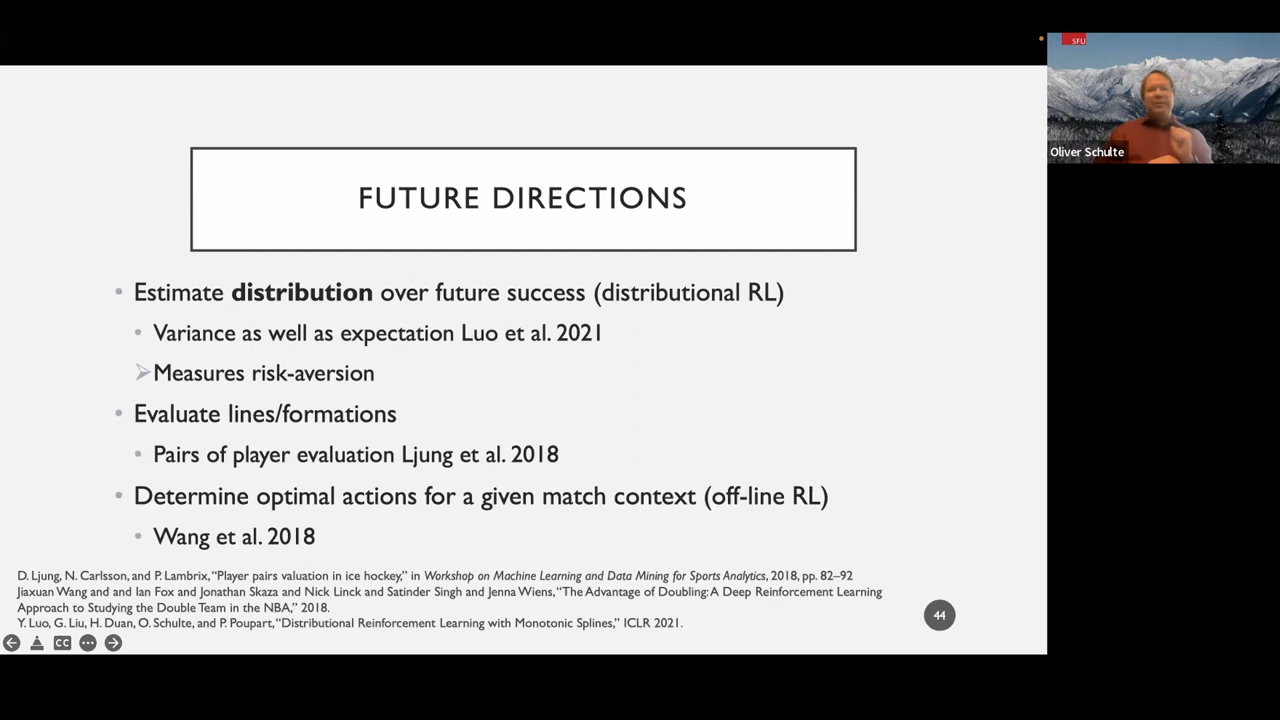 SFU
Oliver Schulte
FUTURE DIRECTIONS
• Estimate distribution over future success (distributional RL)
• Variance as well as expectation Luo et al. 2021
➢Measures risk-aversion
• Evaluate lines/formations
• Pairs of player evaluation Ljung et al. 2018
• Determine optimal actions for a given match context (off-line RL)
• Wang et al. 2018
D. Ljung, N. Carlsson, and P. Lambrix, “Player pairs valuation in ice hockey,” in Workshop on Machine Learning and Data Mining for Sports Analytics, 2018, pp. 82–92
Jiaxuan Wang and and Ian Fox and Jonathan Skaza and Nick Linck and Satinder Singh and Jenna Wiens, “The Advantage of Doubling: A Deep Reinforcement Learning
Approach to Studying the Double Team in the NBA,” 2018.
Y. Luo, G. Liu, H. Duan, O. Schulte, and P. Poupart, “Distributional Reinforcement Learning with Monotonic Splines,” ICLR 2021.
44
CC